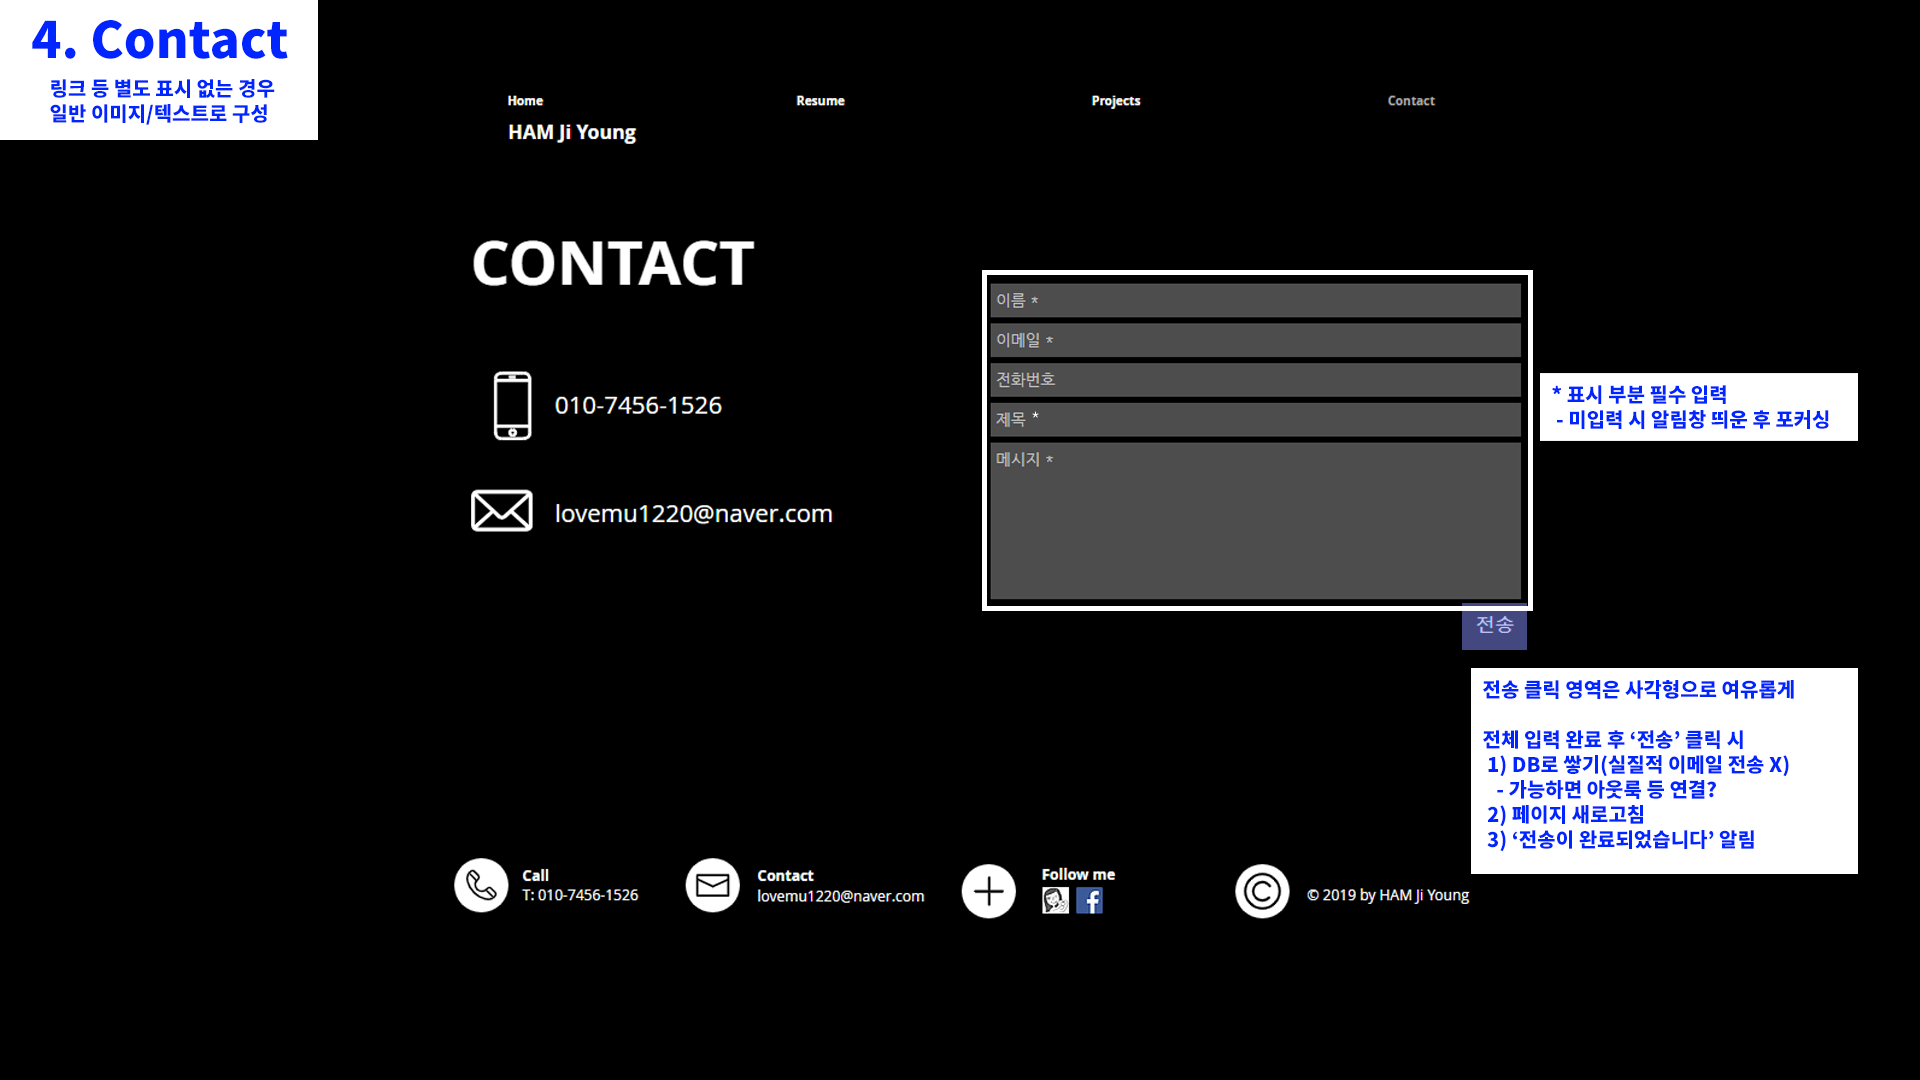 4. Contact
링크 등 별도 표시 없는 경우
일반 이미지/텍스트로 구성
Home
Resume
Projects
Contact
HAM Ji Young
CONTACT
010-7456-1526
lovemu1220@naver.com
이름 *
이메일 *
전화번호
제목 *
메시지 *
전송
* 표시 부분 필수 입력
- 미입력 시 알림창 띄운 후 포커싱
전송 클릭 영역은 사각형으로 여유롭게
전체 입력 완료 후 ‘전송’ 클릭 시
1) DB로 쌓기(실질적 이메일 전송 X)
- 가능하면 아웃룩 등 연결?
2) 페이지 새로고침
3) ‘전송이 완료되었습니다’ 알림
Call
T: 010-7456-1526
Contact
lovemu1220@naver.com
Follow me
f
©
© 2019 by HAM Ji Young